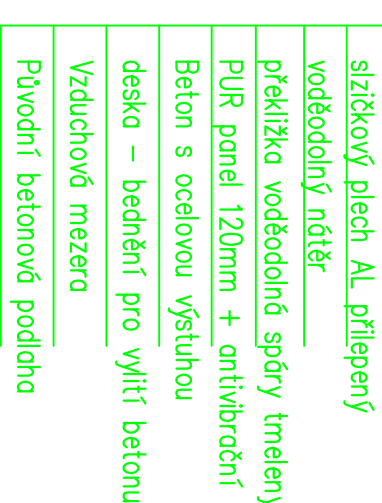 slzičkový plech AL přilepený
voděodolný nátěr
překližka voděodolná spáry tmeleny
PUR panel 120mm + antivibrační
Beton s ocelovou výstuhou
deska – bednění pro vylití betonu
Vzduchová mezera
Původní betonová podlaha